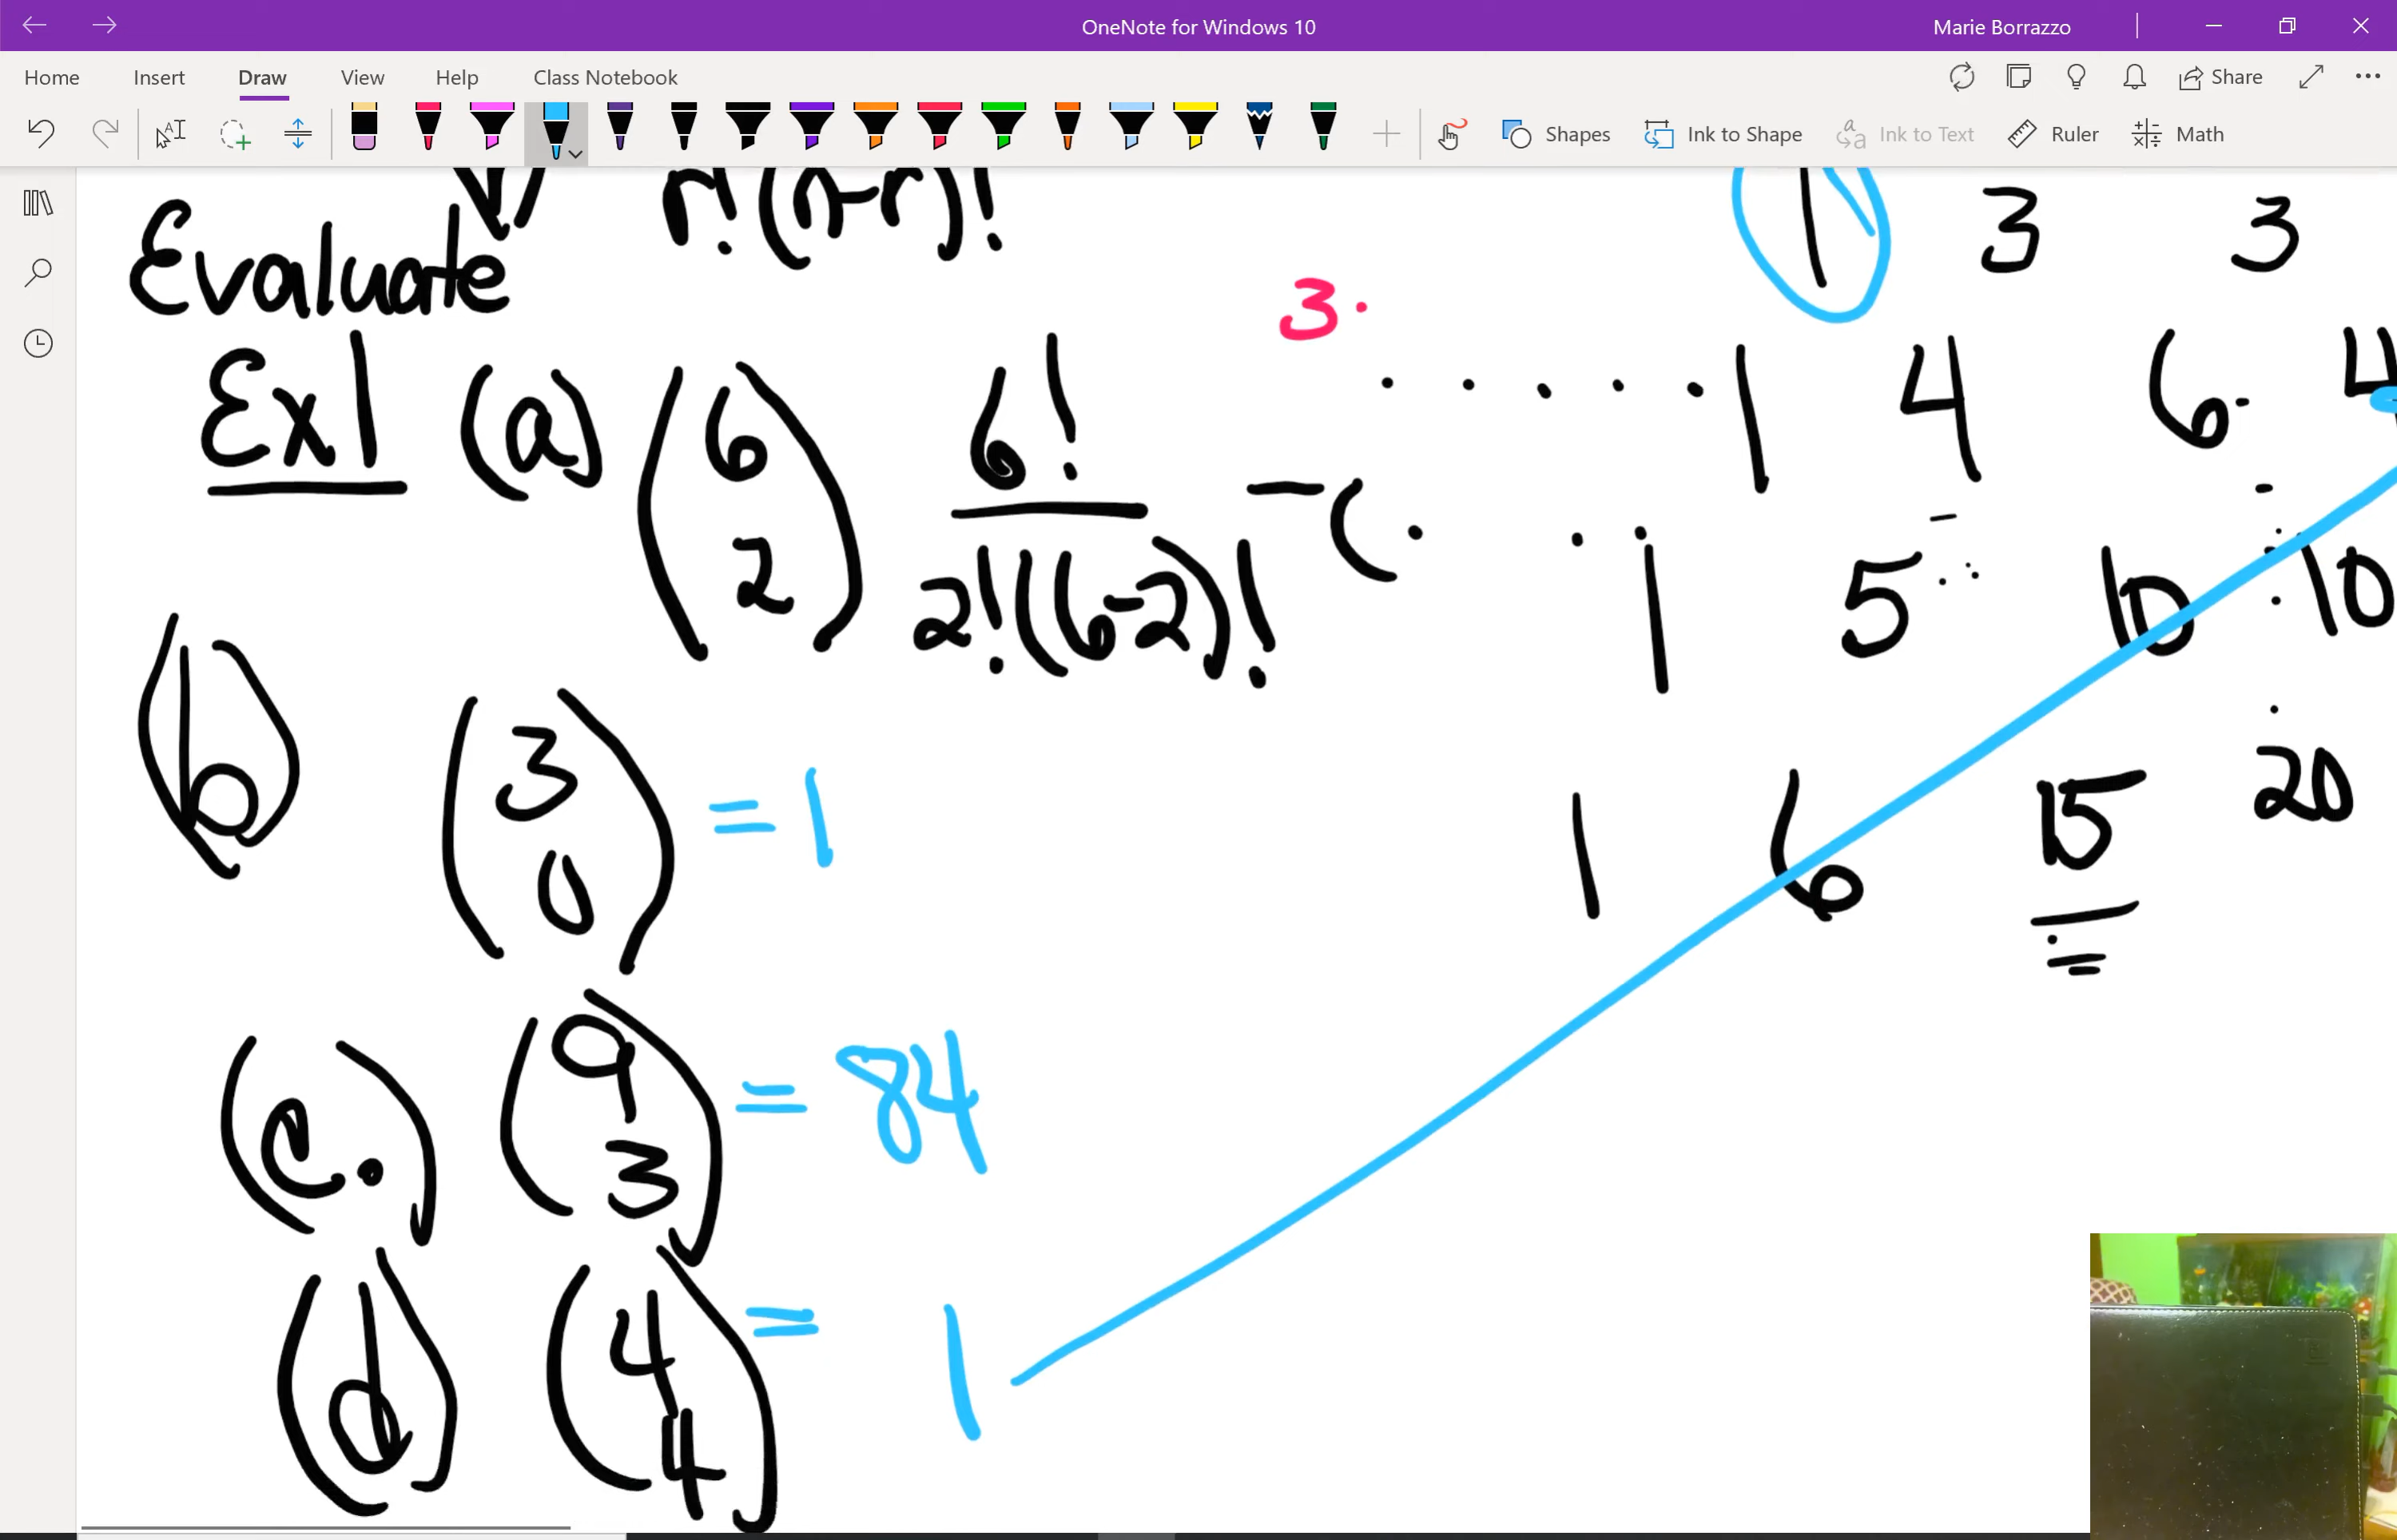 OneNote for Windows 10 Marie Borrazzo
Home Insert Draw View Help Class Notebook Share
Shapes Ink to Shape Ink to Text Ruler Math
r!(n-r)! 1 3 3
Evaluate
3.
Ex 1 (a) (6 2) 6! / 2!(6-2)! 1 4 6 4
1 5 10 10
(b) (3 0) = 1 1 6 15 20
(c.) (9 3) = 84
(d) (4 4) = 1